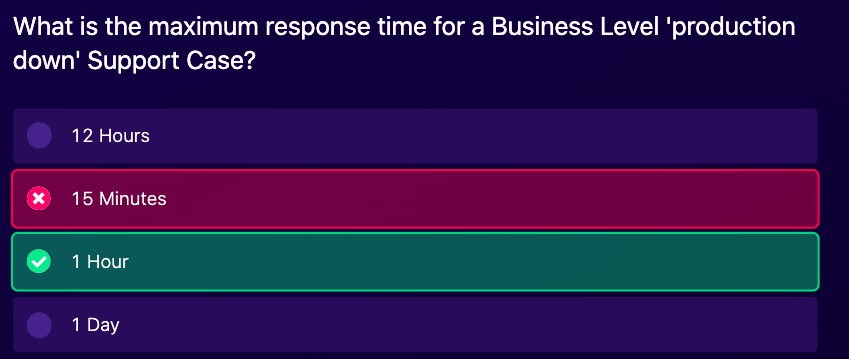 What is the maximum response time for a Business Level 'production
down' Support Case?
12 Hours
15 Minutes
1 Hour
1 Day